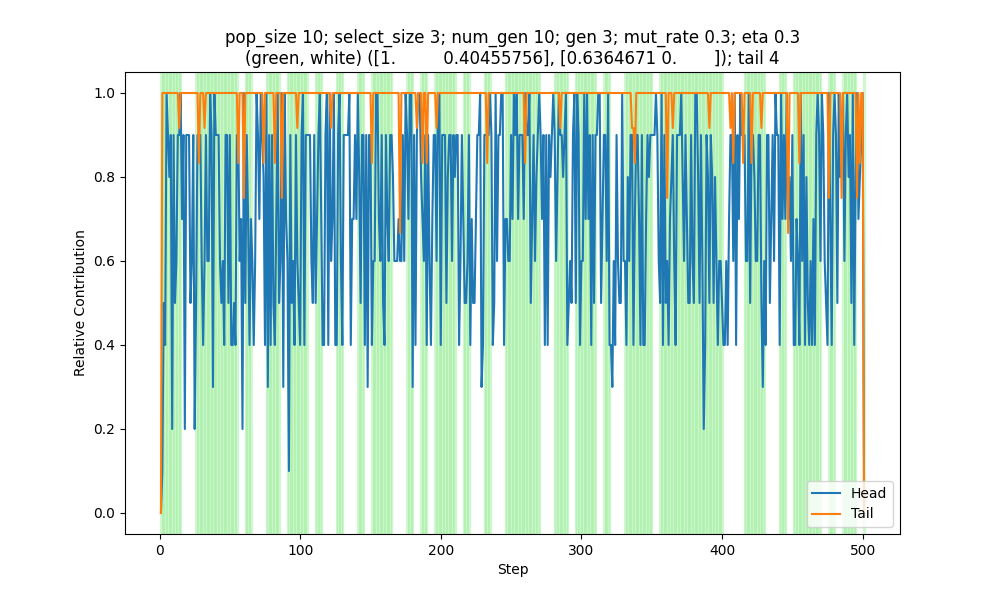 pop_size 10; select_size 3; num_gen 10; gen 3; mut_rate 0.3; eta 0.3
(green, white) ([1. 0.40455756], [0.6364671 0. ]); tail 4
1.0
0.8
0.6
0.4
0.2
0.0
Relative Contribution
Head
Tail
0 100 200 300 400 500
Step